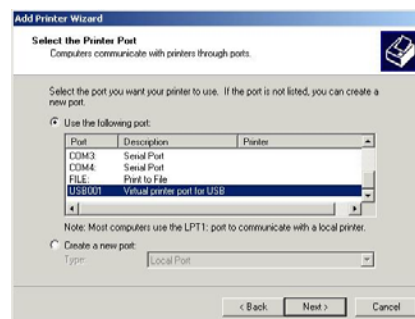 Add Printer Wizard
Select the Printer Port
Computers communicate with printers through ports.
Select the port you want your printer to use. If the port is not listed, you can create a
new port.
Use the following port:
Port Description Printer
COM3: Serial Port
COM4: Serial Port
FILE: Print to File
USB001 Virtual printer port for USB
Note: Most computers use the LPT1: port to communicate with a local printer.
Create a new port:
Type: Local Port
< Back Next > Cancel